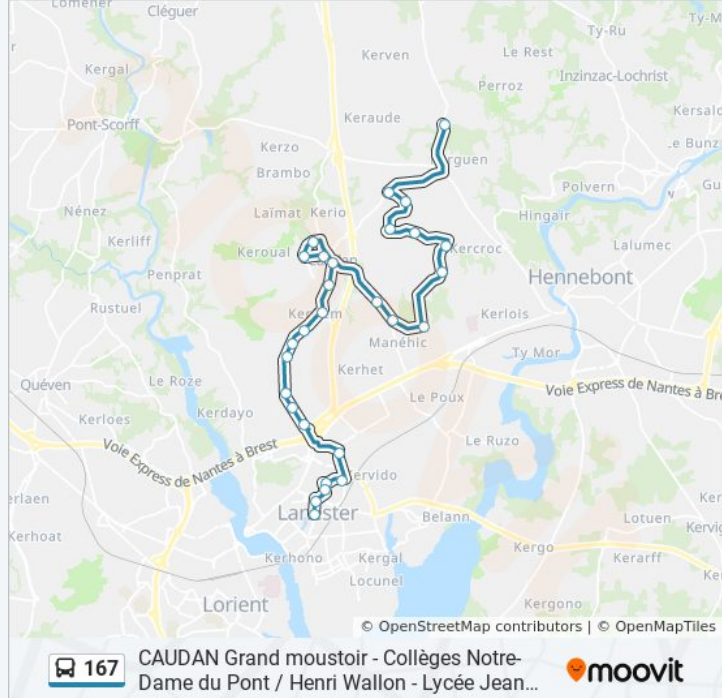 Lomener
Cléguer
Ty-Ru
Kerven
Le Rest
Kergal
Inzinzac-Lochrist
Perroz
Keraude
Kersalo
Pont-Scorff
Le Bunz
Kerzo
Brambo
Polvern
Laïmat Kerio
Nénez
Hingair
Kerliff
Keroual
Kercroc
Lalumec
Penprat
Hennebont
Rustuel
Kerlois
Manéhic
Ty Mor
Kerhet
Le Roze
Quéven
Voie Express de Nantes à Bre
Le Poux
Kerdayo
Kerloes
Voie Express de Nantes à Brest
Le Ruzo
Lotuen
Belann
Kerhoat
Kerhono
Kergal
Kergo
Kerarff
Locunel
Lorient
Kergono
© OpenStreetMap contributors | © OpenMapTiles
167
CAUDAN Grand moustoir - Collèges Notre-
Dame du Pont / Henri Wallon - Lycée Jean...
moovit